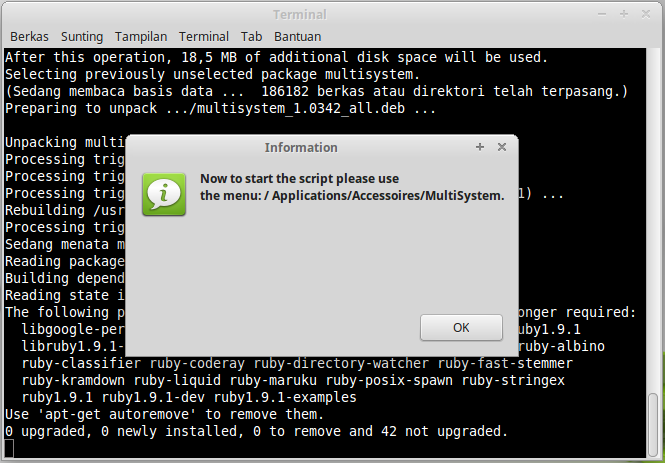 Terminal
Berkas Sunting Tampilan Terminal Tab Bantuan
After this operation, 18,5 MB of additional disk space will be used.
Selecting previously unselected package multisystem.
(Sedang membaca basis data ... 186182 berkas atau direktori telah terpasang.)
Preparing to unpack .../multisystem_1.0342_all.deb ...
Unpacking multi
Processing trig
Processing trig
Processing trig 1) ...
Rebuilding /usr
Processing trig
Sedang menata m
Reading package
Building depend
Reading state i
The following p onger required:
libgoogle-per uby1.9.1
libruby1.9.1- ruby-albino
ruby-classifier ruby-coderay ruby-directory-watcher ruby-fast-stemmer
ruby-kramdown ruby-liquid ruby-maruku ruby-posix-spawn ruby-stringex
ruby1.9.1 ruby1.9.1-dev ruby1.9.1-examples
Use 'apt-get autoremove' to remove them.
0 upgraded, 0 newly installed, 0 to remove and 42 not upgraded.
Information
Now to start the script please use
the menu: / Applications/Accessoires/MultiSystem.
OK